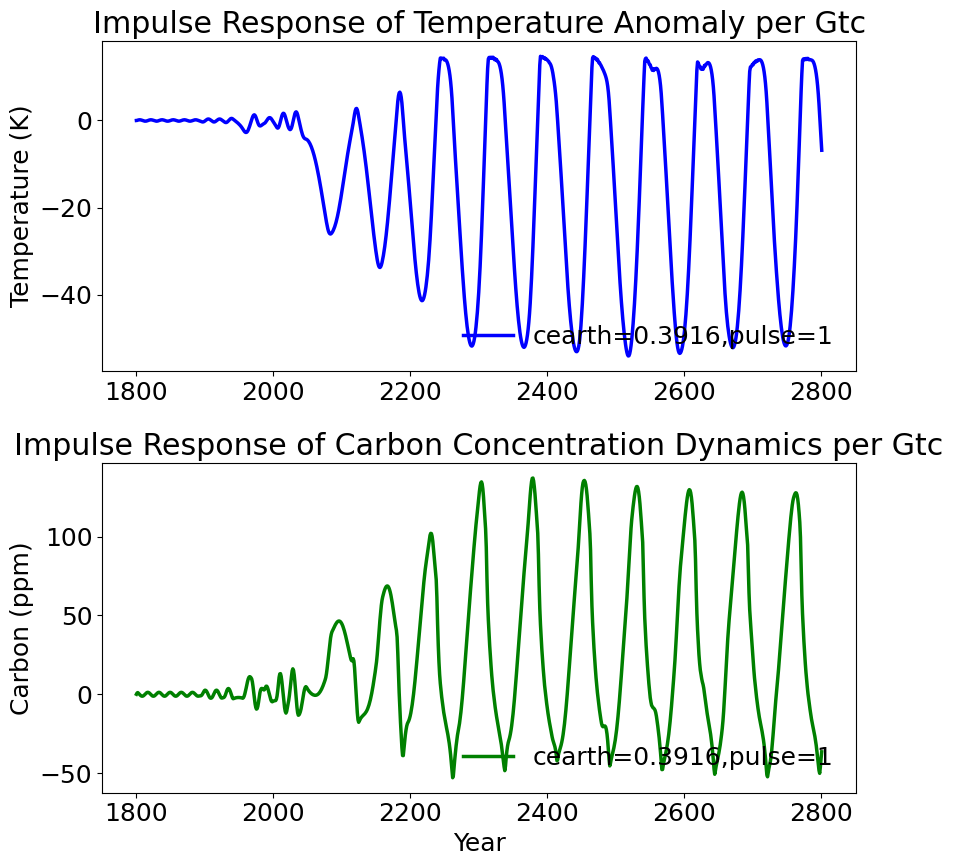 Impulse Response of Temperature Anomaly per Gtc
Temperature (K)
0
−20
−40
cearth=0.3916,pulse=1
1800 2000 2200 2400 2600 2800
Impulse Response of Carbon Concentration Dynamics per Gtc
Carbon (ppm)
100
50
0
−50
cearth=0.3916,pulse=1
1800 2000 2200 2400 2600 2800
Year